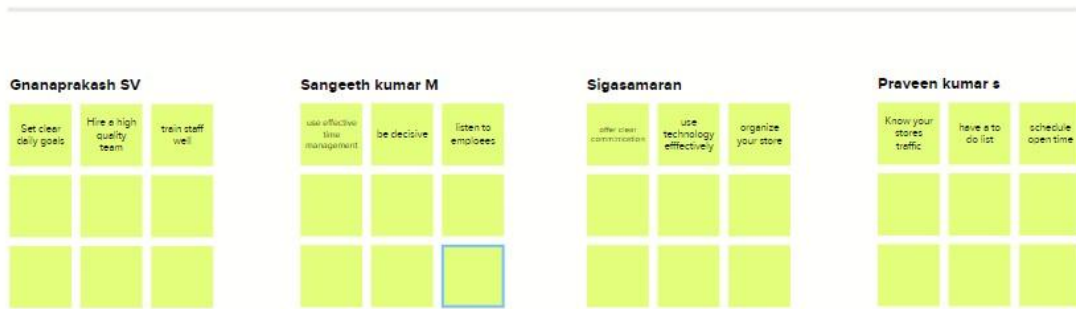 Gnanaprakash SV
Set clear
daily goals
Hire a high
quality
team
train staff
well
Sangeeth kumar M
use effective
time
management
be decisive
listen to
emploees
Sigasamaran
offer clear
use
technology
efffectively
organize
your store
Praveen kumar s
Know your
stores
traffic
have a to
do list
schedule
open time